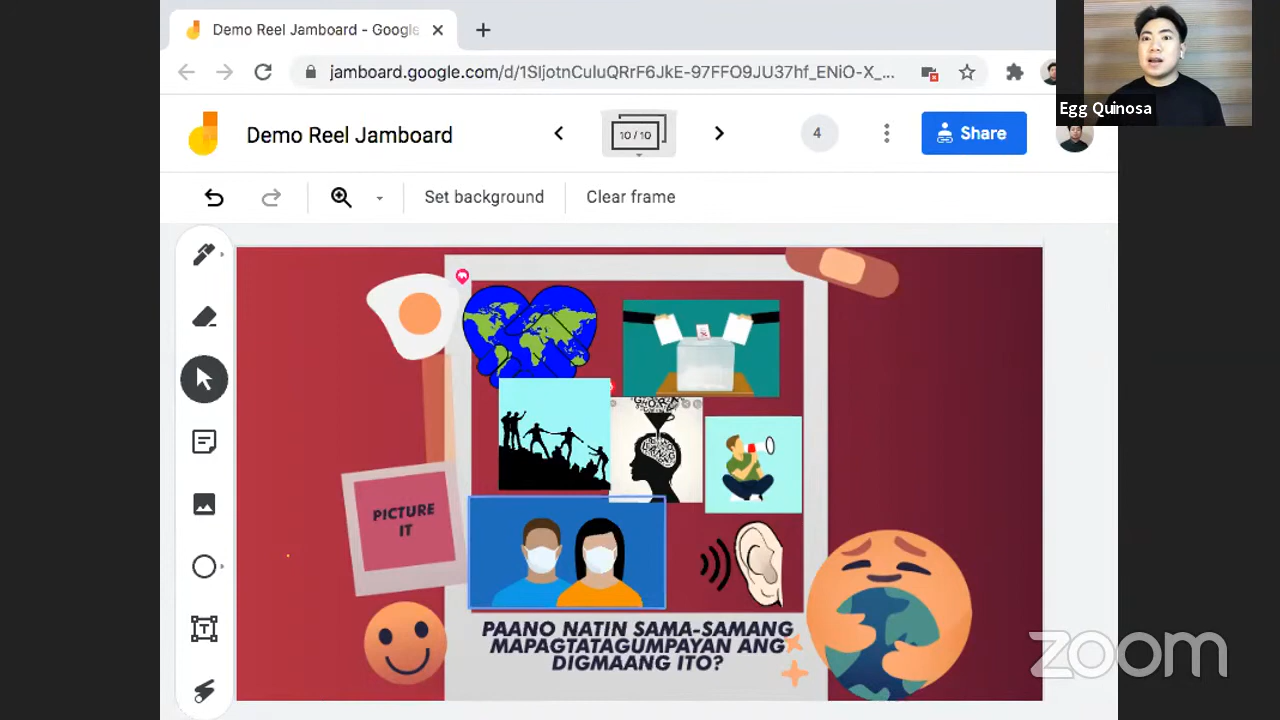 Demo Reel Jamboard - Google
jamboard.google.com/d/1SIjotnCuluQRrF6JkE-97FFO9JU37hf_ENiO-X_...
Egg Quinosa
Demo Reel Jamboard
10 / 10
4
Share
Set background
Clear frame
PICTURE
IT
PAANO NATIN SAMA-SAMANG
MAPAGTATAGUMPAYAN ANG
DIGMAANG ITO?
zoom